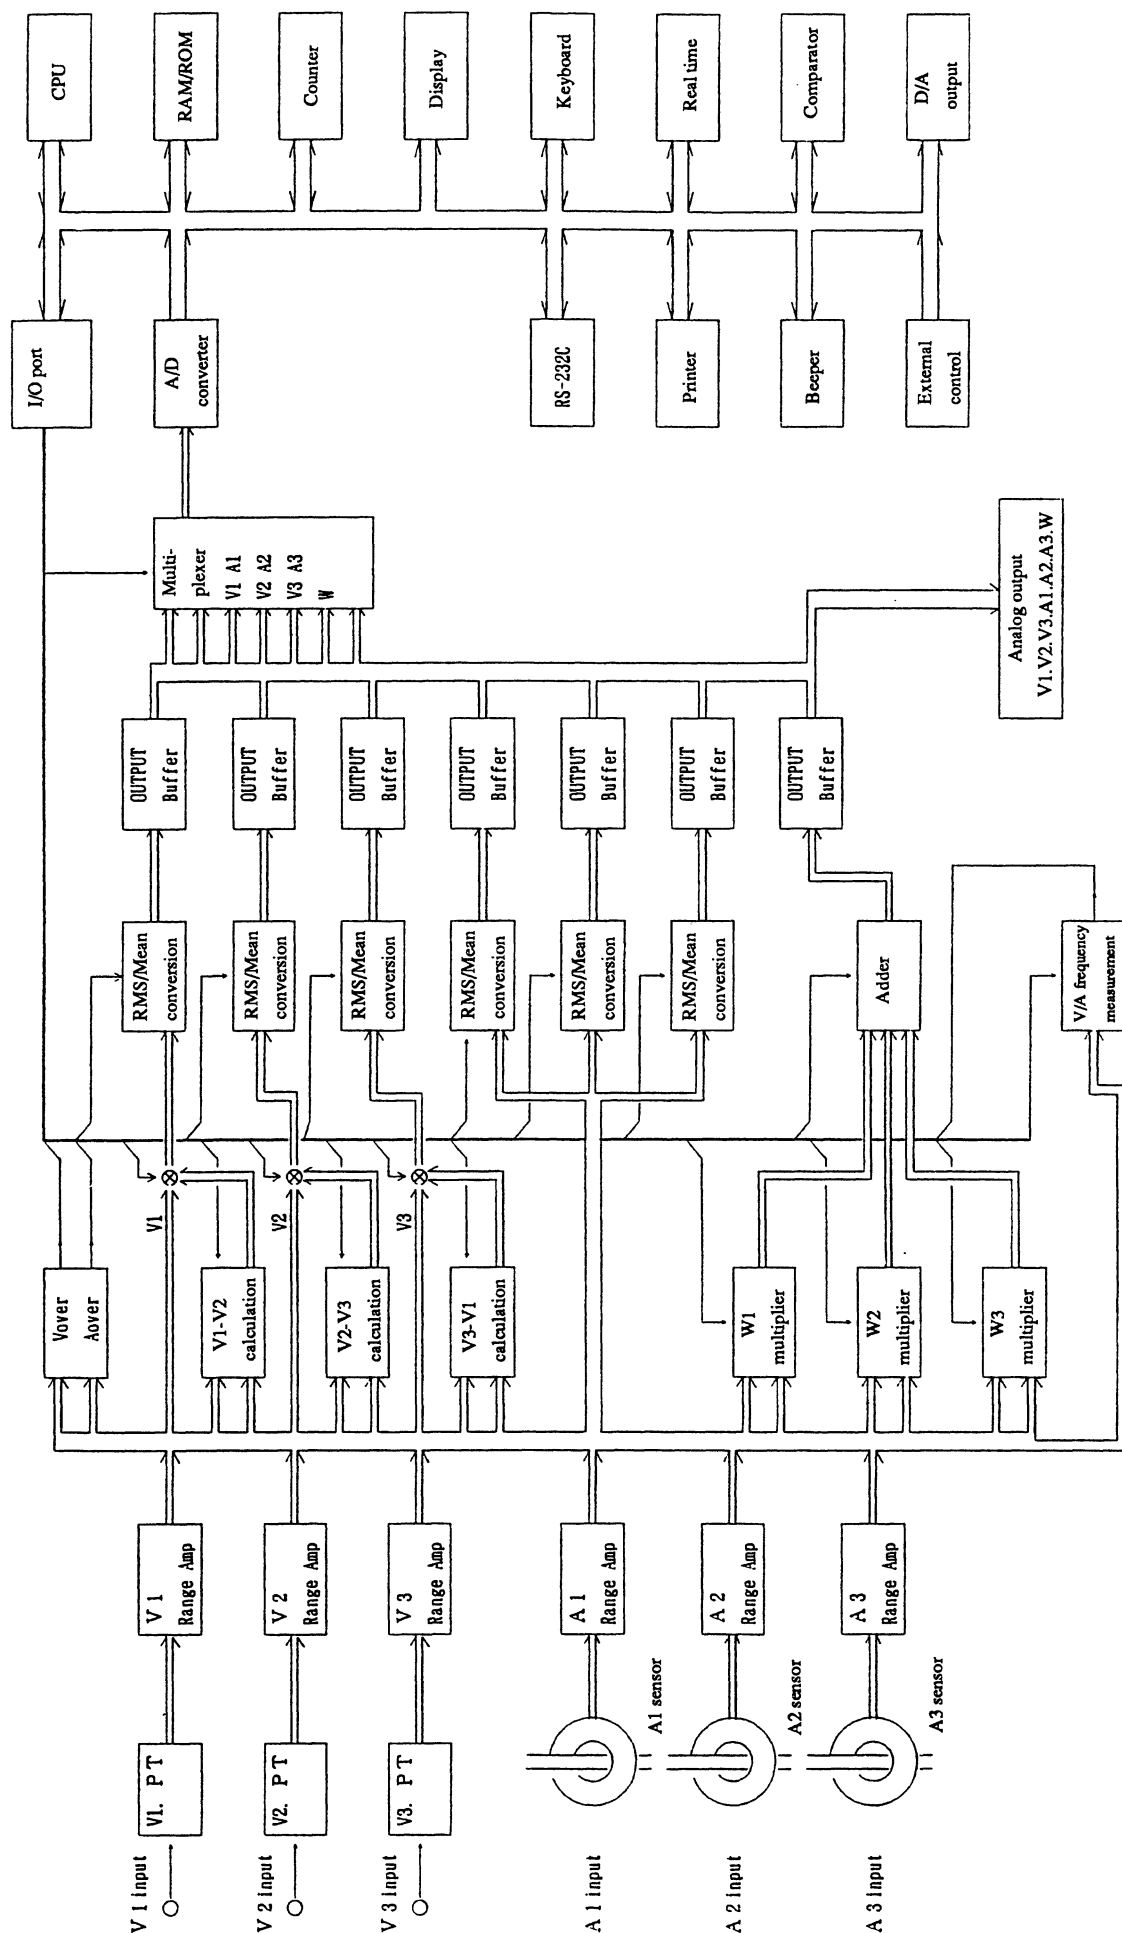 V 1 input
V 2 input
V 3 input
A 1 input
A 2 input
A 3 input
V1. P T
V2. P T
V3. P T
A1 sensor
A2 sensor
A3 sensor
V 1
Range Amp
V 2
Range Amp
V 3
Range Amp
A 1
Range Amp
A 2
Range Amp
A 3
Range Amp
Vover
Aover
V1-V2
calculation
V2-V3
calculation
V3-V1
calculation
W1
multiplier
W2
multiplier
W3
multiplier
V1
V2
V3
RMS/Mean
conversion
RMS/Mean
conversion
RMS/Mean
conversion
RMS/Mean
conversion
RMS/Mean
conversion
RMS/Mean
conversion
Adder
V/A frequency
measurement
OUTPUT
Buffer
OUTPUT
Buffer
OUTPUT
Buffer
OUTPUT
Buffer
OUTPUT
Buffer
OUTPUT
Buffer
OUTPUT
Buffer
Multi-
plexer
V1 A1
V2 A2
V3 A3
W
Analog output
V1.V2.V3.A1.A2.A3.W
I/O port
A/D
converter
RS-232C
Printer
Beeper
External
control
CPU
RAM/ROM
Counter
Display
Keyboard
Real time
Comparator
D/A
output